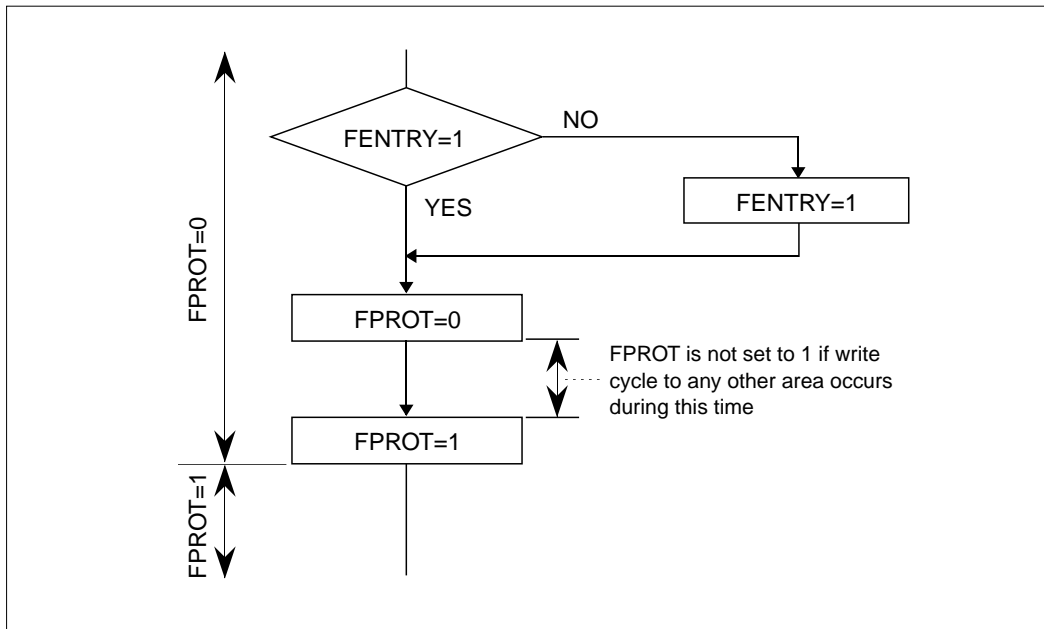 FENTRY=1
NO
YES
FENTRY=1
FPROT=0
FPROT=0
FPROT is not set to 1 if write
cycle to any other area occurs
during this time
FPROT=1
FPROT=1